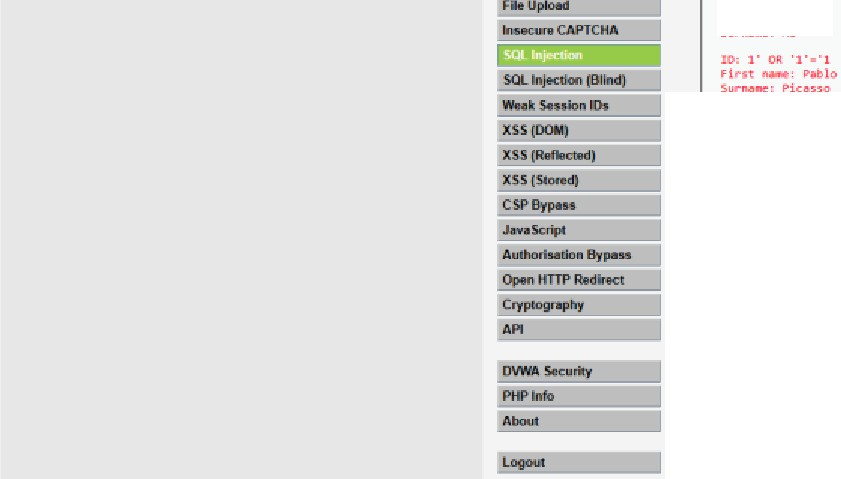 File Upload
Insecure CAPTCHA
SQL Injection
SQL Injection (Blind)
Weak Session IDs
XSS (DOM)
XSS (Reflected)
XSS (Stored)
CSP Bypass
JavaScript
Authorisation Bypass
Open HTTP Redirect
Cryptography
API
DVWA Security
PHP Info
About
Logout
ID: 1' OR '1'='1
First name: Pablo
Surname: Picasso